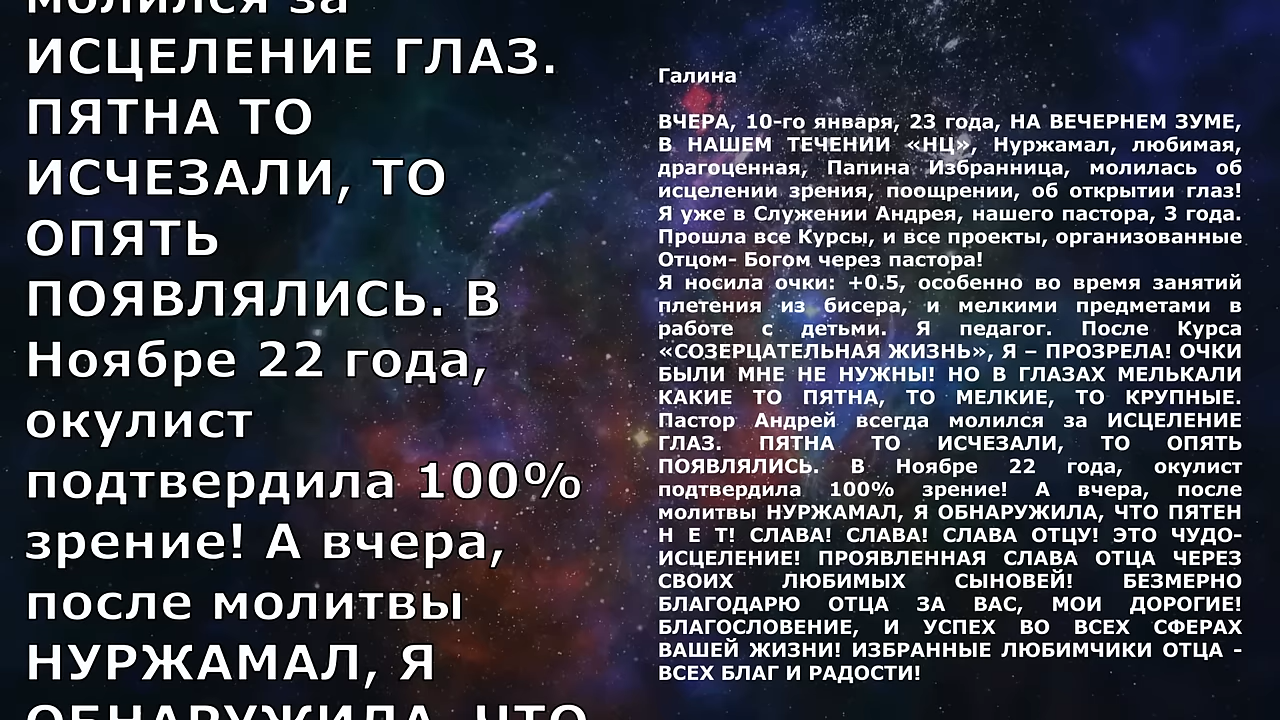 молился за
ИСЦЕЛЕНИЕ ГЛАЗ.
ПЯТНА ТО
ИСЧЕЗАЛИ, ТО
ОПЯТЬ
ПОЯВЛЯЛИСЬ. В
Ноябре 22 года,
окулист
подтвердила 100%
зрение! А вчера,
после молитвы
НУРЖАМАЛ, Я
ОБНАРУЖИЛА, ЧТО
Галина
ВЧЕРА, 10-го января, 23 года, НА ВЕЧЕРНЕМ ЗУМЕ,
В НАШЕМ ТЕЧЕНИИ «НЦ», Нуржамал, любимая,
драгоценная, Папина Избранница, молилась об
исцелении зрения, поощрении, об открытии глаз!
Я уже в Служении Андрея, нашего пастора, 3 года.
Прошла все Курсы, и все проекты, организованные
Отцом- Богом через пастора!
Я носила очки: +0.5, особенно во время занятий
плетения из бисера, и мелкими предметами в
работе с детьми. Я педагог. После Курса
«СОЗЕРЦАТЕЛЬНАЯ ЖИЗНЬ», Я – ПРОЗРЕЛА! ОЧКИ
БЫЛИ МНЕ НЕ НУЖНЫ! НО В ГЛАЗАХ МЕЛЬКАЛИ
КАКИЕ ТО ПЯТНА, ТО МЕЛКИЕ, ТО КРУПНЫЕ.
Пастор Андрей всегда молился за ИСЦЕЛЕНИЕ
ГЛАЗ. ПЯТНА ТО ИСЧЕЗАЛИ, ТО ОПЯТЬ
ПОЯВЛЯЛИСЬ. В Ноябре 22 года, окулист
подтвердила 100% зрение! А вчера, после
молитвы НУРЖАМАЛ, Я ОБНАРУЖИЛА, ЧТО ПЯТЕН
Н Е Т! СЛАВА! СЛАВА! СЛАВА ОТЦУ! ЭТО ЧУДО-
ИСЦЕЛЕНИЕ! ПРОЯВЛЕННАЯ СЛАВА ОТЦА ЧЕРЕЗ
СВОИХ ЛЮБИМЫХ СЫНОВЕЙ! БЕЗМЕРНО
БЛАГОДАРЮ ОТЦА ЗА ВАС, МОИ ДОРОГИЕ!
БЛАГОСЛОВЕНИЕ, И УСПЕХ ВО ВСЕХ СФЕРАХ
ВАШЕЙ ЖИЗНИ! ИЗБРАННЫЕ ЛЮБИМЧИКИ ОТЦА -
ВСЕХ БЛАГ И РАДОСТИ!